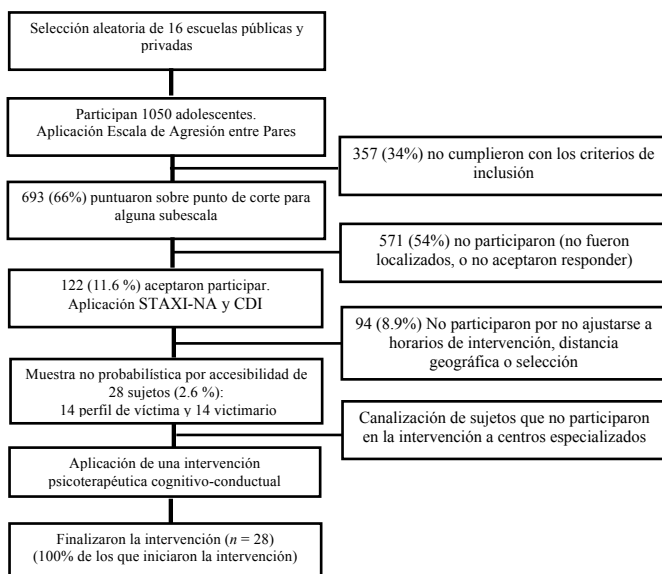 Selección aleatoria de 16 escuelas públicas y
privadas
Participan 1050 adolescentes.
Aplicación Escala de Agresión entre Pares
357 (34%) no cumplieron con los criterios de
inclusión
693 (66%) puntuaron sobre punto de corte para
alguna subescala
571 (54%) no participaron (no fueron
localizados, o no aceptaron responder)
122 (11.6 %) aceptaron participar.
Aplicación STAXI-NA y CDI
94 (8.9%) No participaron por no ajustarse a
horarios de intervención, distancia
geográfica o selección
Muestra no probabilística por accesibilidad de
28 sujetos (2.6 %):
14 perfil de víctima y 14 victimario
Canalización de sujetos que no participaron
en la intervención a centros especializados
Aplicación de una intervención
psicoterapéutica cognitivo-conductual
Finalizaron la intervención (n = 28)
(100% de los que iniciaron la intervención)